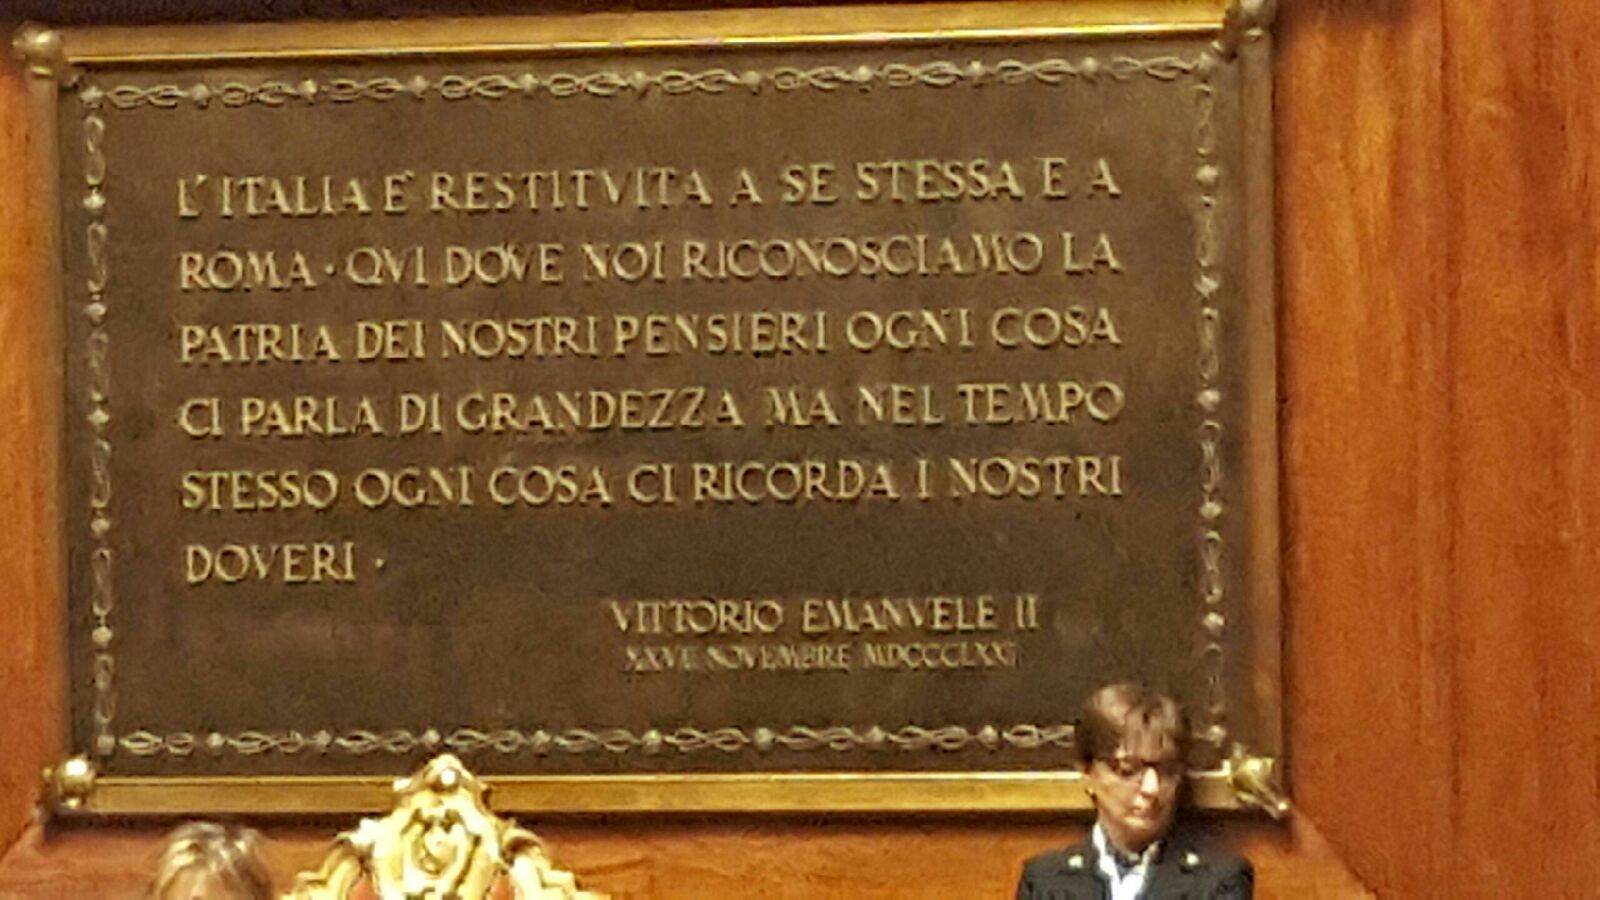 L'ITALIA E' RESTITVITA A SE STESSA E A
ROMA · QVI DOVE NOI RICONOSCIAMO LA
PATRIA DEI NOSTRI PENSIERI OGNI COSA
CI PARLA DI GRANDEZZA MA NEL TEMPO
STESSO OGNI COSA CI RICORDA I NOSTRI
DOVERI ·
VITTORIO EMANVELE II
XXVII NOVEMBRE MDCCCLXXI